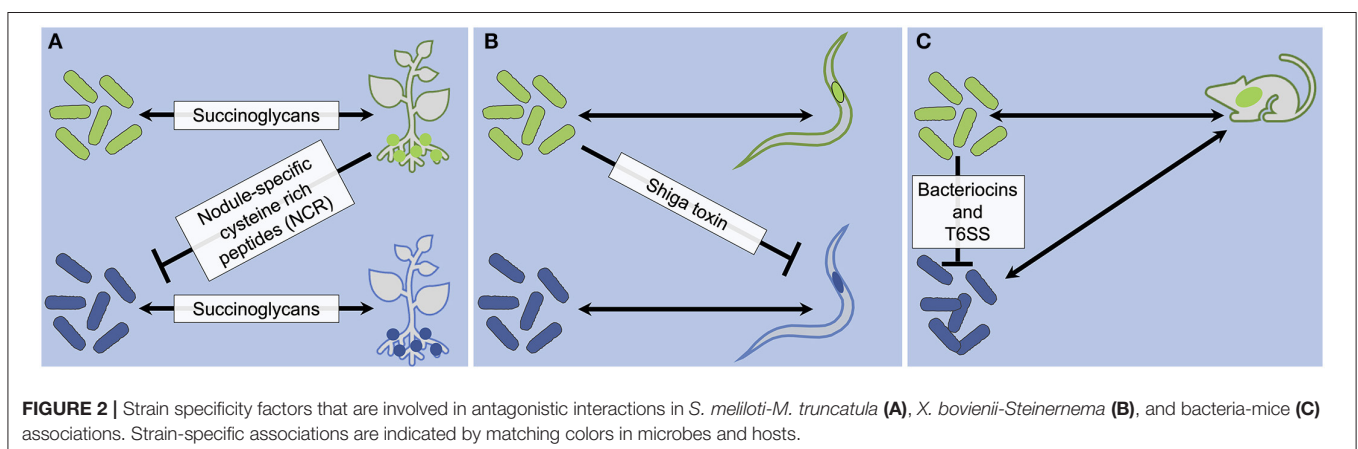 A
B
C
Succinoglycans
Nodule-specific
cysteine rich
peptides (NCR)
Succinoglycans
Shiga toxin
Bacteriocins
and
T6SS
FIGURE 2 | Strain specificity factors that are involved in antagonistic interactions in S. meliloti-M. truncatula (A), X. bovienii-Steinernema (B), and bacteria-mice (C)
associations. Strain-specific associations are indicated by matching colors in microbes and hosts.